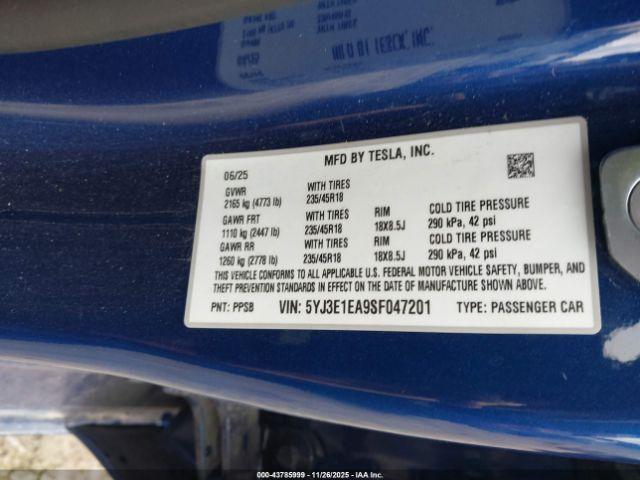 MFD BY TESLA, INC.
06/25
GVWR WITH TIRES
2165 kg (4773 lb) 235/45R18
GAWR FRT WITH TIRES RIM COLD TIRE PRESSURE
1110 kg (2447 lb) 235/45R18 18X8.5J 290 kPa, 42 psi
GAWR RR WITH TIRES RIM COLD TIRE PRESSURE
1260 kg (2778 lb) 235/45R18 18X8.5J 290 kPa, 42 psi
THIS VEHICLE CONFORMS TO ALL APPLICABLE U.S. FEDERAL MOTOR VEHICLE SAFETY, BUMPER, AND
THEFT PREVENTION STANDARDS IN EFFECT ON THE DATE OF MANUFACTURE SHOWN ABOVE.
PNT: PPSB VIN: 5YJ3E1EA9SF047201 TYPE: PASSENGER CAR
000-43785999 | 11/26/2025 - IAA Inc.